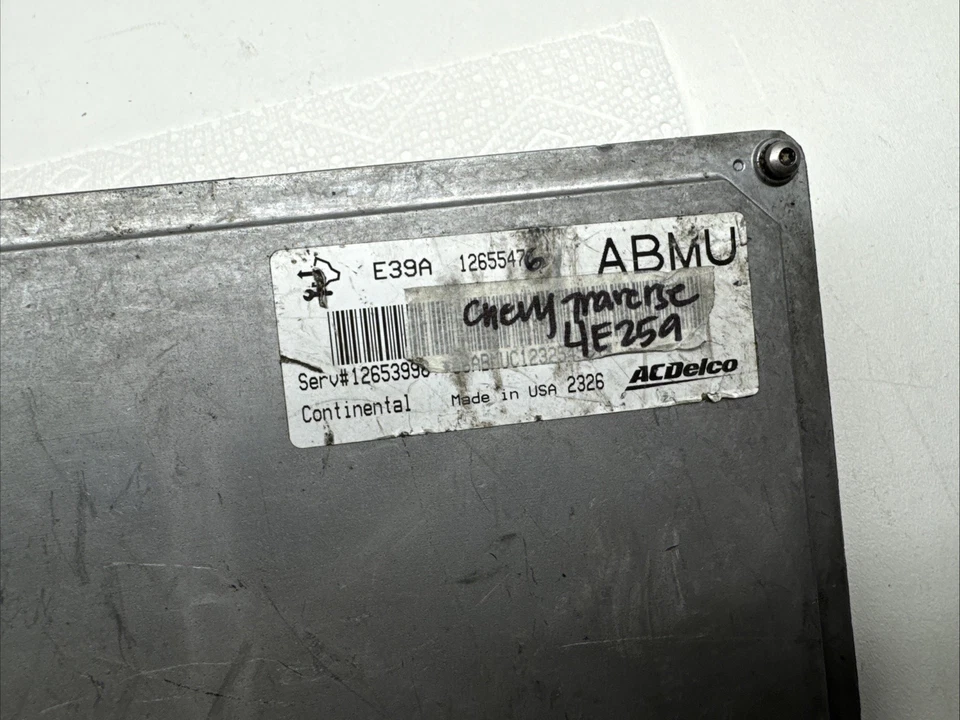 E39A 12655476 ABMU
Chevy Traverse
4E259
Serv#12653998
ACDelco
Continental Made in USA 2326